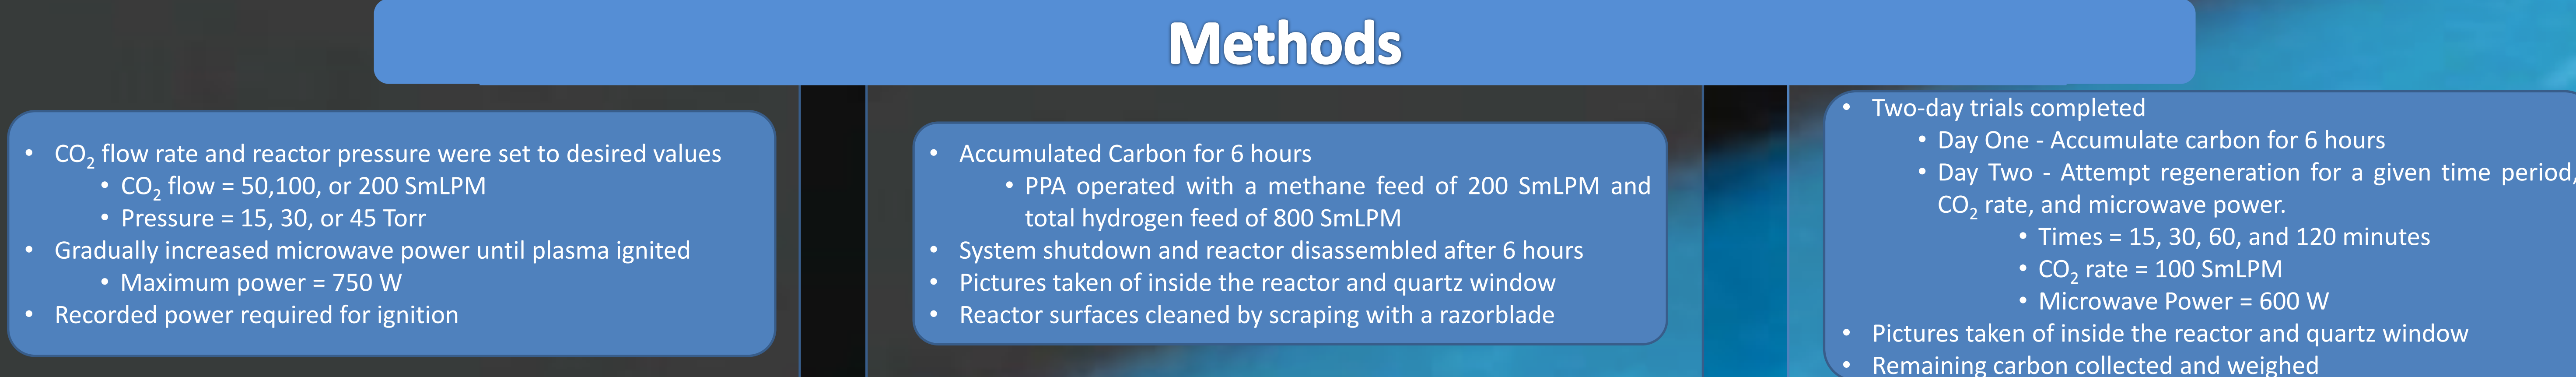 Methods
• CO₂ flow rate and reactor pressure were set to desired values
• CO₂ flow = 50,100, or 200 SmLPM
• Pressure = 15, 30, or 45 Torr
• Gradually increased microwave power until plasma ignited
• Maximum power = 750 W
• Recorded power required for ignition
• Accumulated Carbon for 6 hours
• PPA operated with a methane feed of 200 SmLPM and
total hydrogen feed of 800 SmLPM
• System shutdown and reactor disassembled after 6 hours
• Pictures taken of inside the reactor and quartz window
• Reactor surfaces cleaned by scraping with a razorblade
• Two-day trials completed
• Day One - Accumulate carbon for 6 hours
• Day Two - Attempt regeneration for a given time period,
CO₂ rate, and microwave power.
• Times = 15, 30, 60, and 120 minutes
• CO₂ rate = 100 SmLPM
• Microwave Power = 600 W
• Pictures taken of inside the reactor and quartz window
• Remaining carbon collected and weighed